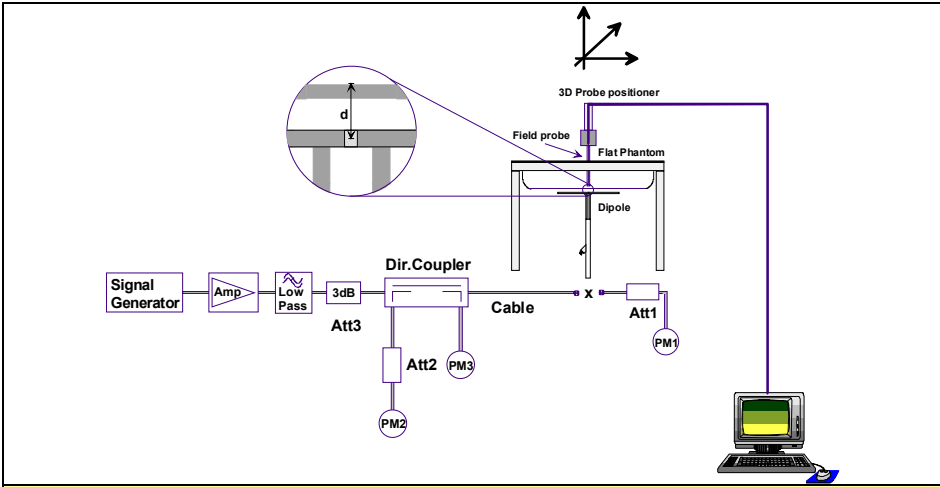 3D Probe positioner
d
Field probe
Flat Phantom
Dipole
Dir.Coupler
Signal
Generator
Amp
Low
Pass
3dB
Att3
Cable
x
Att1
PM1
Att2
PM3
PM2